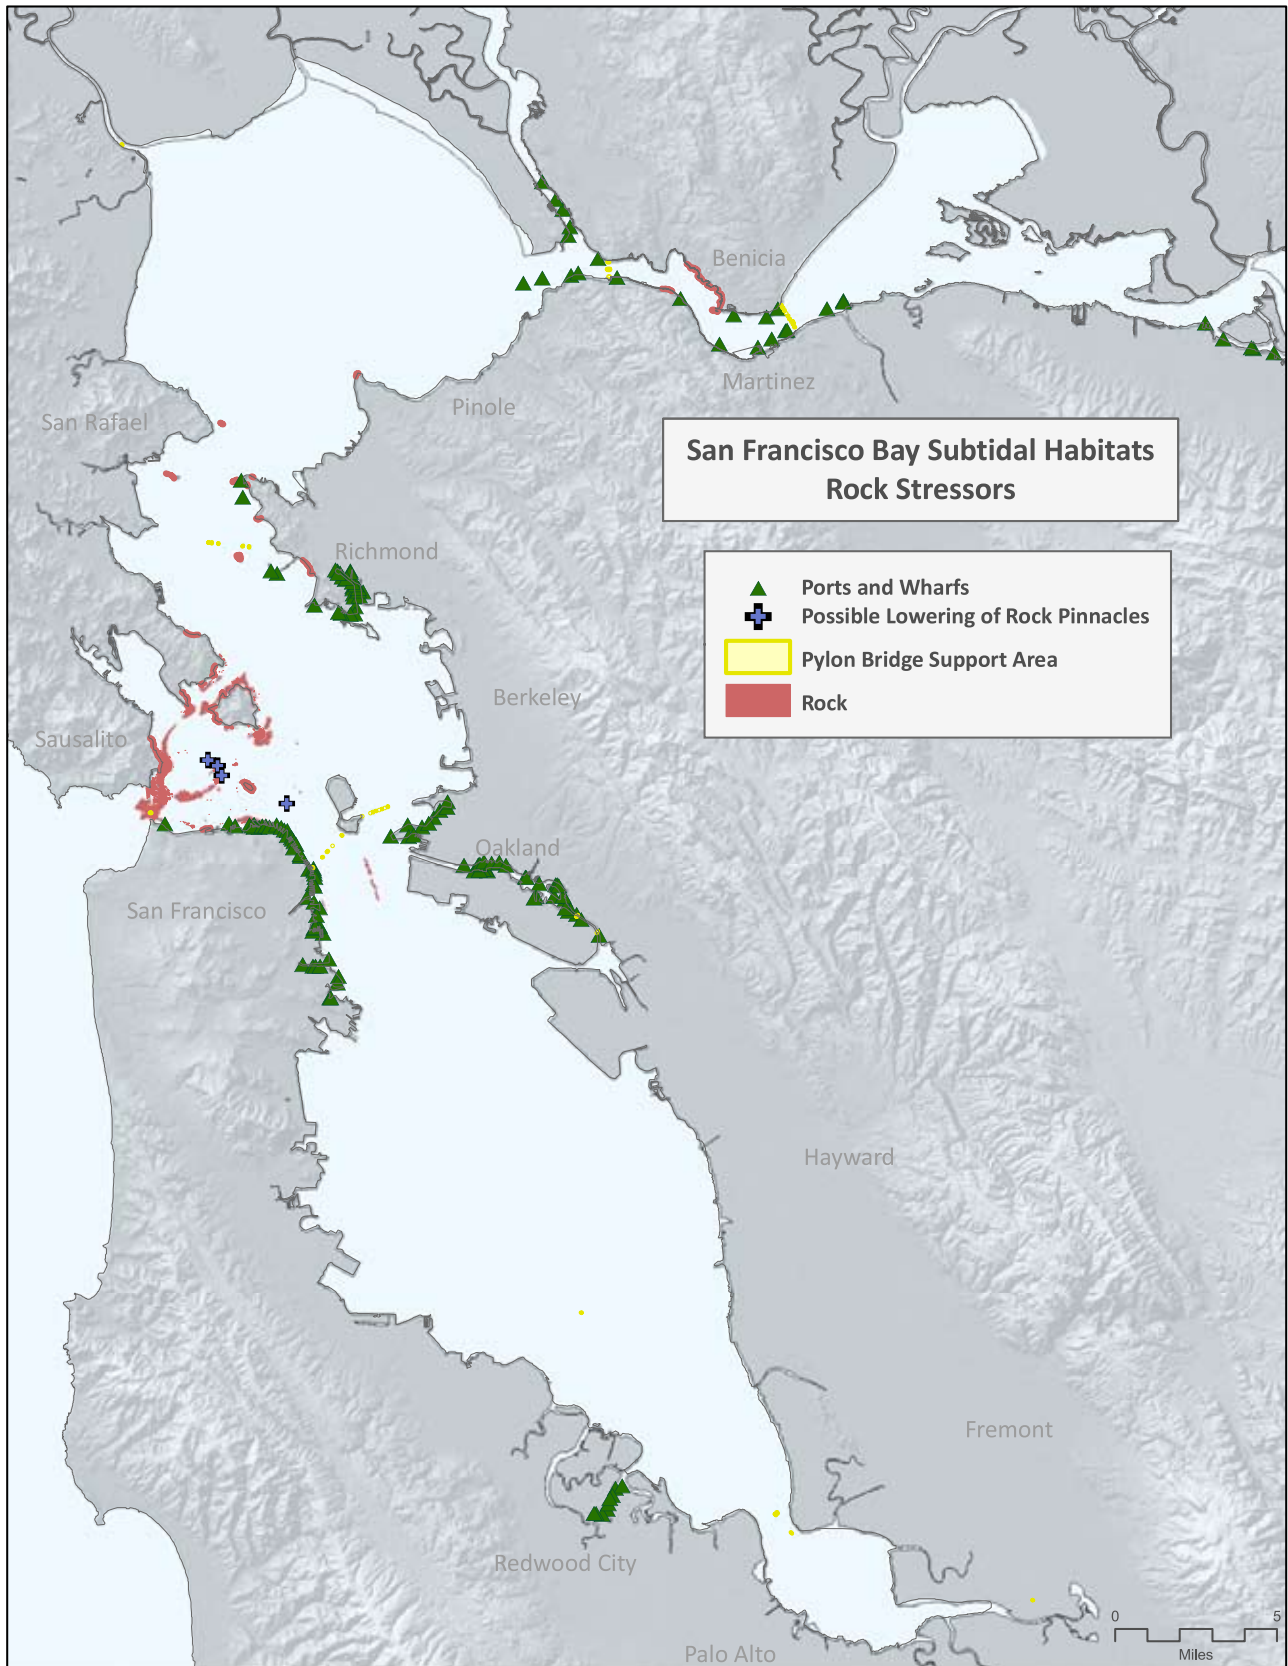 Benicia
Martinez
San Rafael
Pinole
San Francisco Bay Subtidal Habitats
Rock Stressors
Richmond
Ports and Wharfs
Possible Lowering of Rock Pinnacles
Pylon Bridge Support Area
Rock
Berkeley
Sausalito
Oakland
San Francisco
Hayward
Fremont
Redwood City
Palo Alto
0 5
Miles